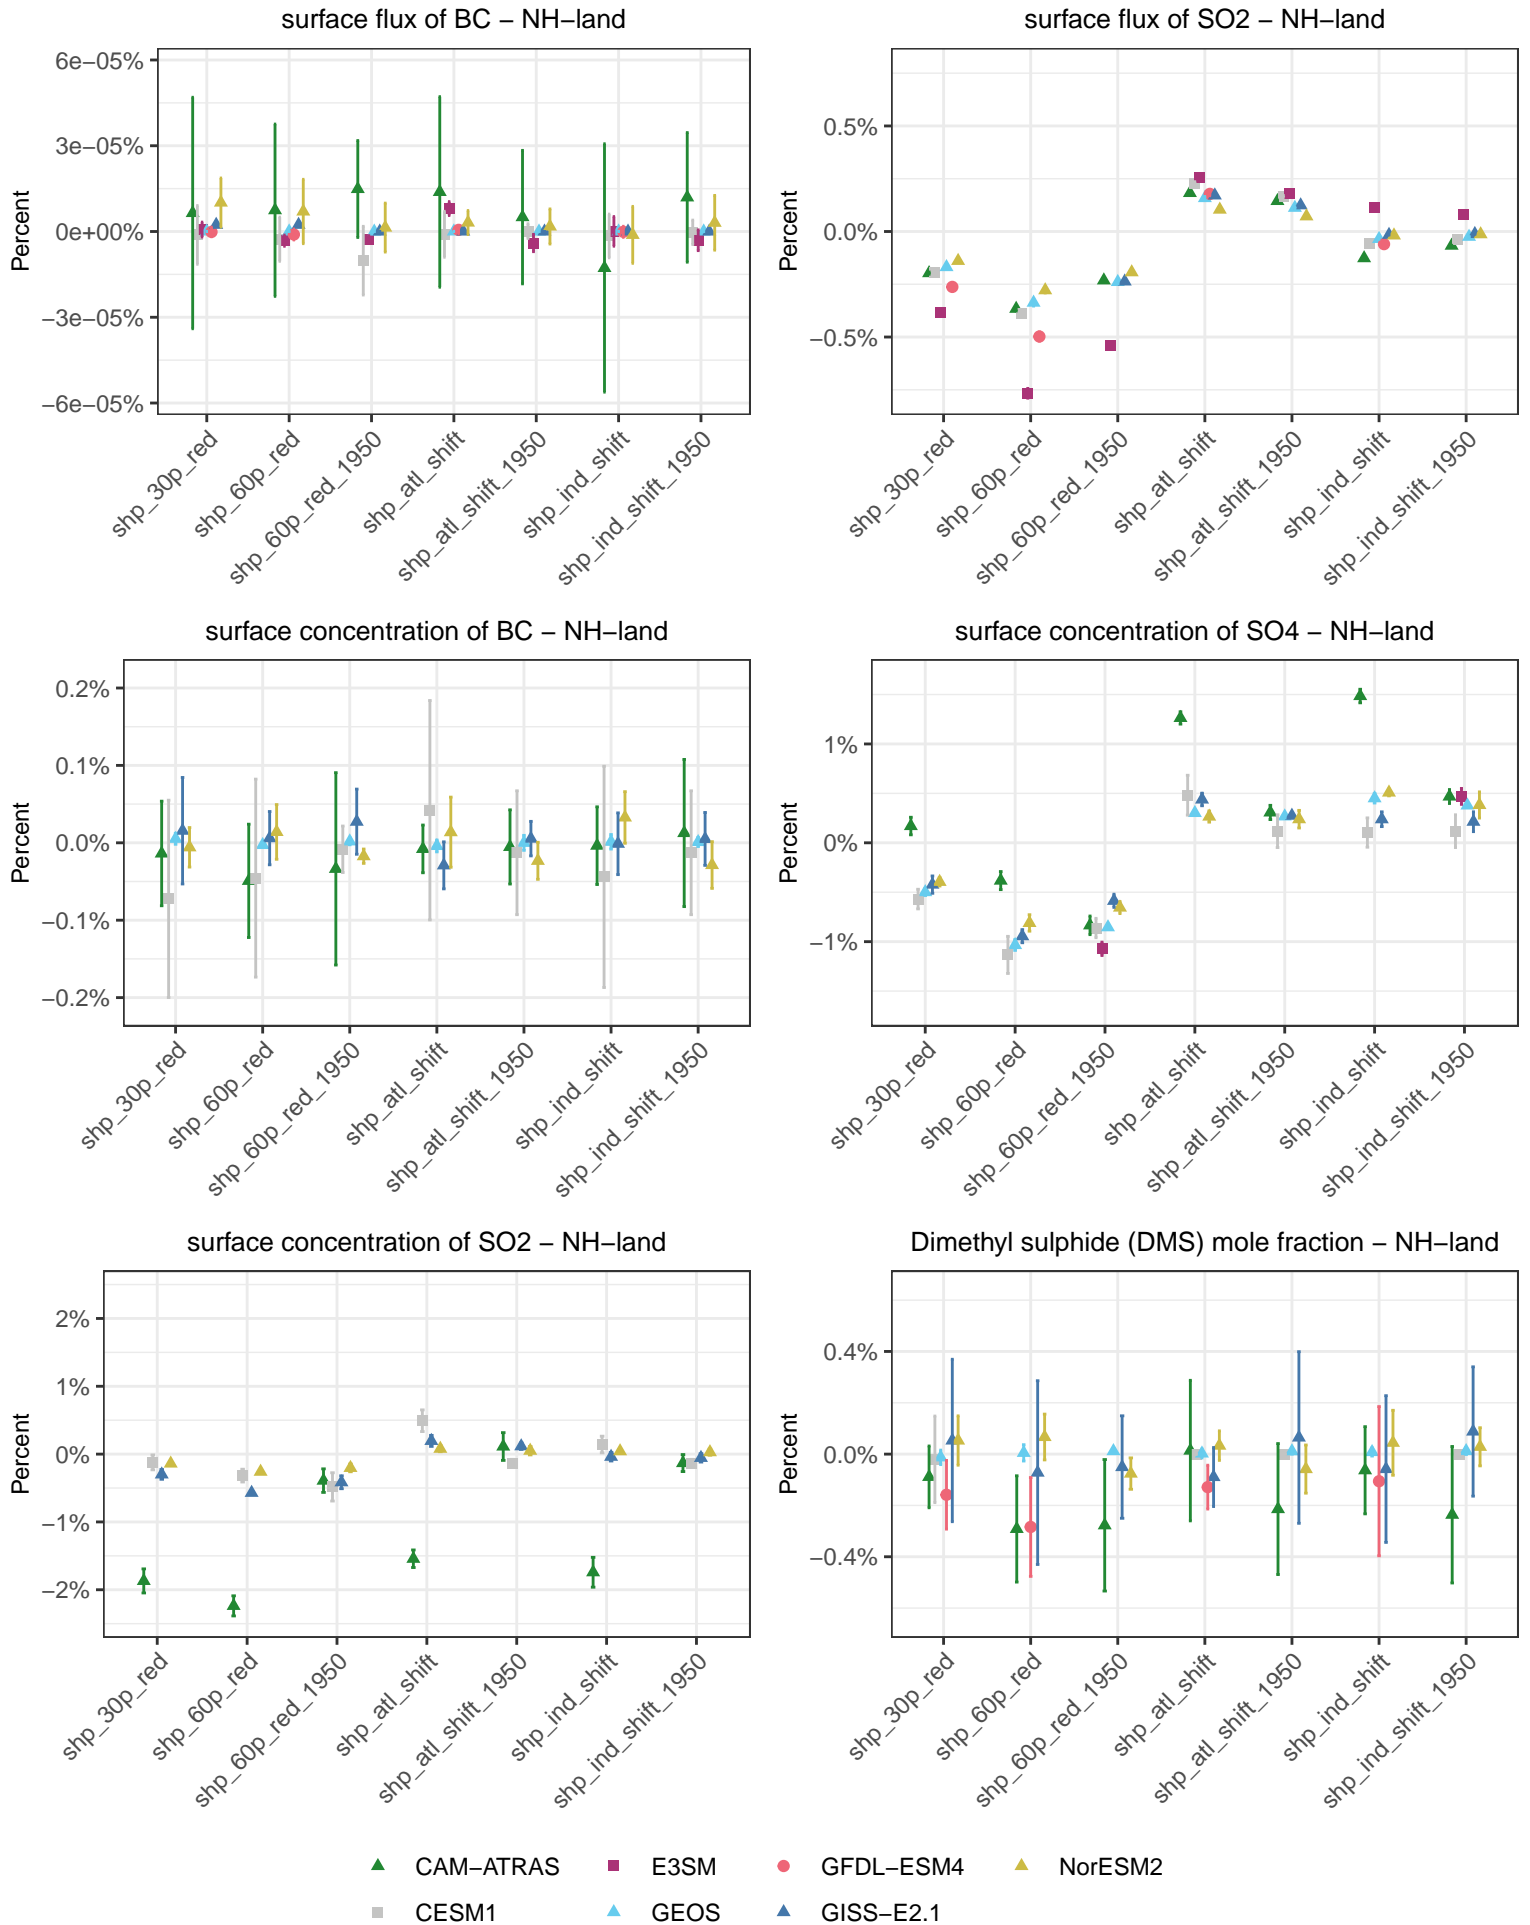 surface flux of BC − NH−land
Percent
6e−05%
3e−05%
0e+00%
−3e−05%
−6e−05%
shp_30p_red
shp_60p_red
shp_60p_red_1950
shp_atl_shift
shp_atl_shift_1950
shp_ind_shift
shp_ind_shift_1950
surface flux of SO2 − NH−land
Percent
0.5%
0.0%
−0.5%
shp_30p_red
shp_60p_red
shp_60p_red_1950
shp_atl_shift
shp_atl_shift_1950
shp_ind_shift
shp_ind_shift_1950
surface concentration of BC − NH−land
Percent
0.2%
0.1%
0.0%
−0.1%
−0.2%
shp_30p_red
shp_60p_red
shp_60p_red_1950
shp_atl_shift
shp_atl_shift_1950
shp_ind_shift
shp_ind_shift_1950
surface concentration of SO4 − NH−land
Percent
1%
0%
−1%
shp_30p_red
shp_60p_red
shp_60p_red_1950
shp_atl_shift
shp_atl_shift_1950
shp_ind_shift
shp_ind_shift_1950
surface concentration of SO2 − NH−land
Percent
2%
1%
0%
−1%
−2%
shp_30p_red
shp_60p_red
shp_60p_red_1950
shp_atl_shift
shp_atl_shift_1950
shp_ind_shift
shp_ind_shift_1950
Dimethyl sulphide (DMS) mole fraction − NH−land
Percent
0.4%
0.0%
−0.4%
shp_30p_red
shp_60p_red
shp_60p_red_1950
shp_atl_shift
shp_atl_shift_1950
shp_ind_shift
shp_ind_shift_1950
CAM−ATRAS
E3SM
GFDL−ESM4
NorESM2
CESM1
GEOS
GISS−E2.1